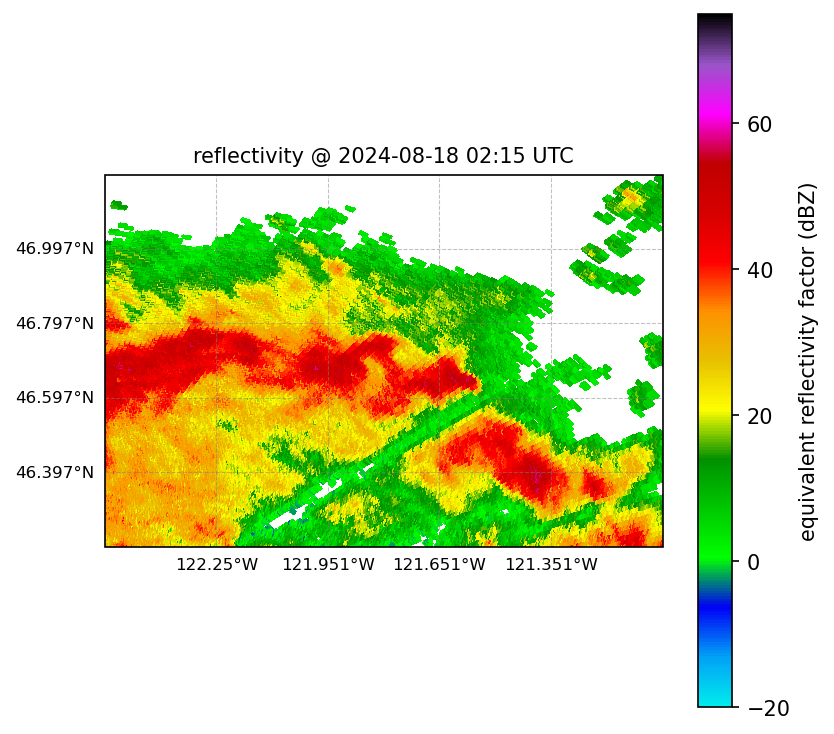 reflectivity @ 2024-08-18 02:15 UTC
46.997°N
46.797°N
46.597°N
46.397°N
122.25°W 121.951°W 121.651°W 121.351°W
60
40
20
0
−20
equivalent reflectivity factor (dBZ)